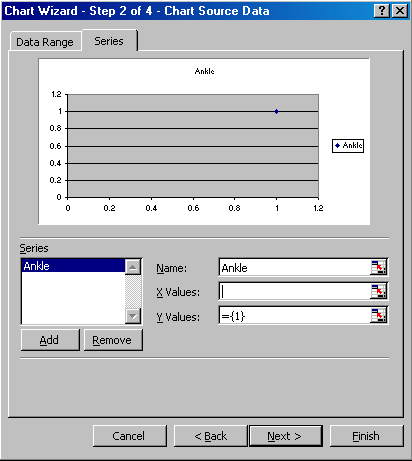 Chart Wizard - Step 2 of 4 - Chart Source Data
Data Range Series
Ankle
1.2
1
0.8
0.6
0.4
0.2
0
0 0.2 0.4 0.6 0.8 1 1.2
Ankle
Series
Ankle
Name: Ankle
X Values:
Y Values: ={1}
Add Remove
Cancel < Back Next > Finish